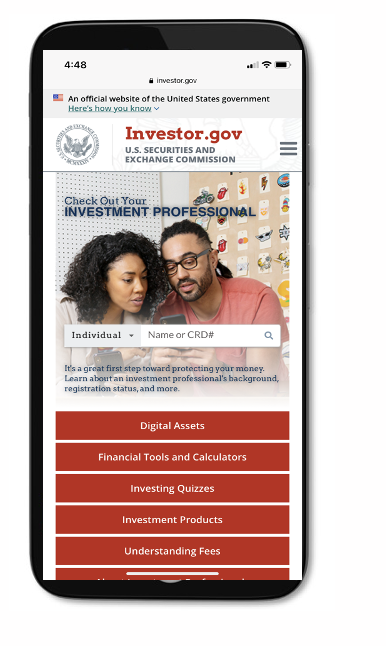 4:48
investor.gov
An official website of the United States government
Here's how you know
Investor.gov
U.S. SECURITIES AND
EXCHANGE COMMISSION
Check Out Your
INVESTMENT PROFESSIONAL
Individual
Name or CRD#
It's a great first step toward protecting your money.
Learn about an investment professional's background,
registration status, and more.
Digital Assets
Financial Tools and Calculators
Investing Quizzes
Investment Products
Understanding Fees